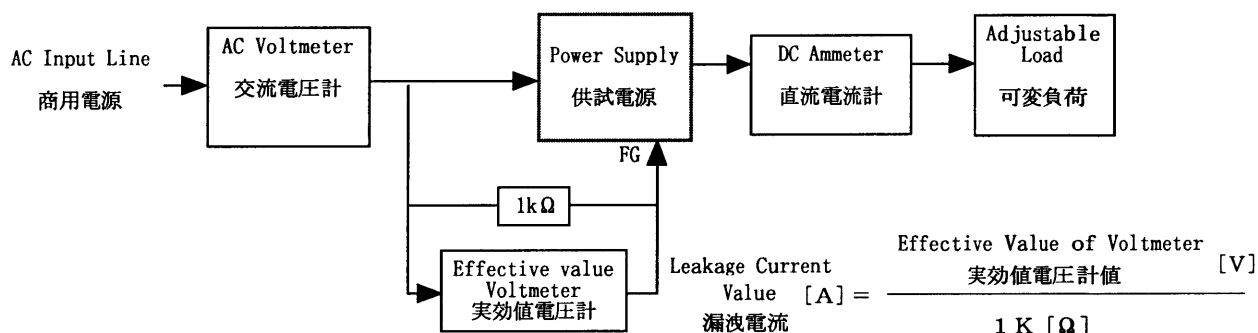 AC Input Line
商用電源
AC Voltmeter
交流電圧計
Power Supply
供試電源
DC Ammeter
直流電流計
Adjustable
Load
可変負荷
FG
1kΩ
Effective value
Voltmeter
実効値電圧計
Leakage Current
Value [A] =
漏洩電流
Effective Value of Voltmeter
実効値電圧計値 [V]
1 K [Ω]